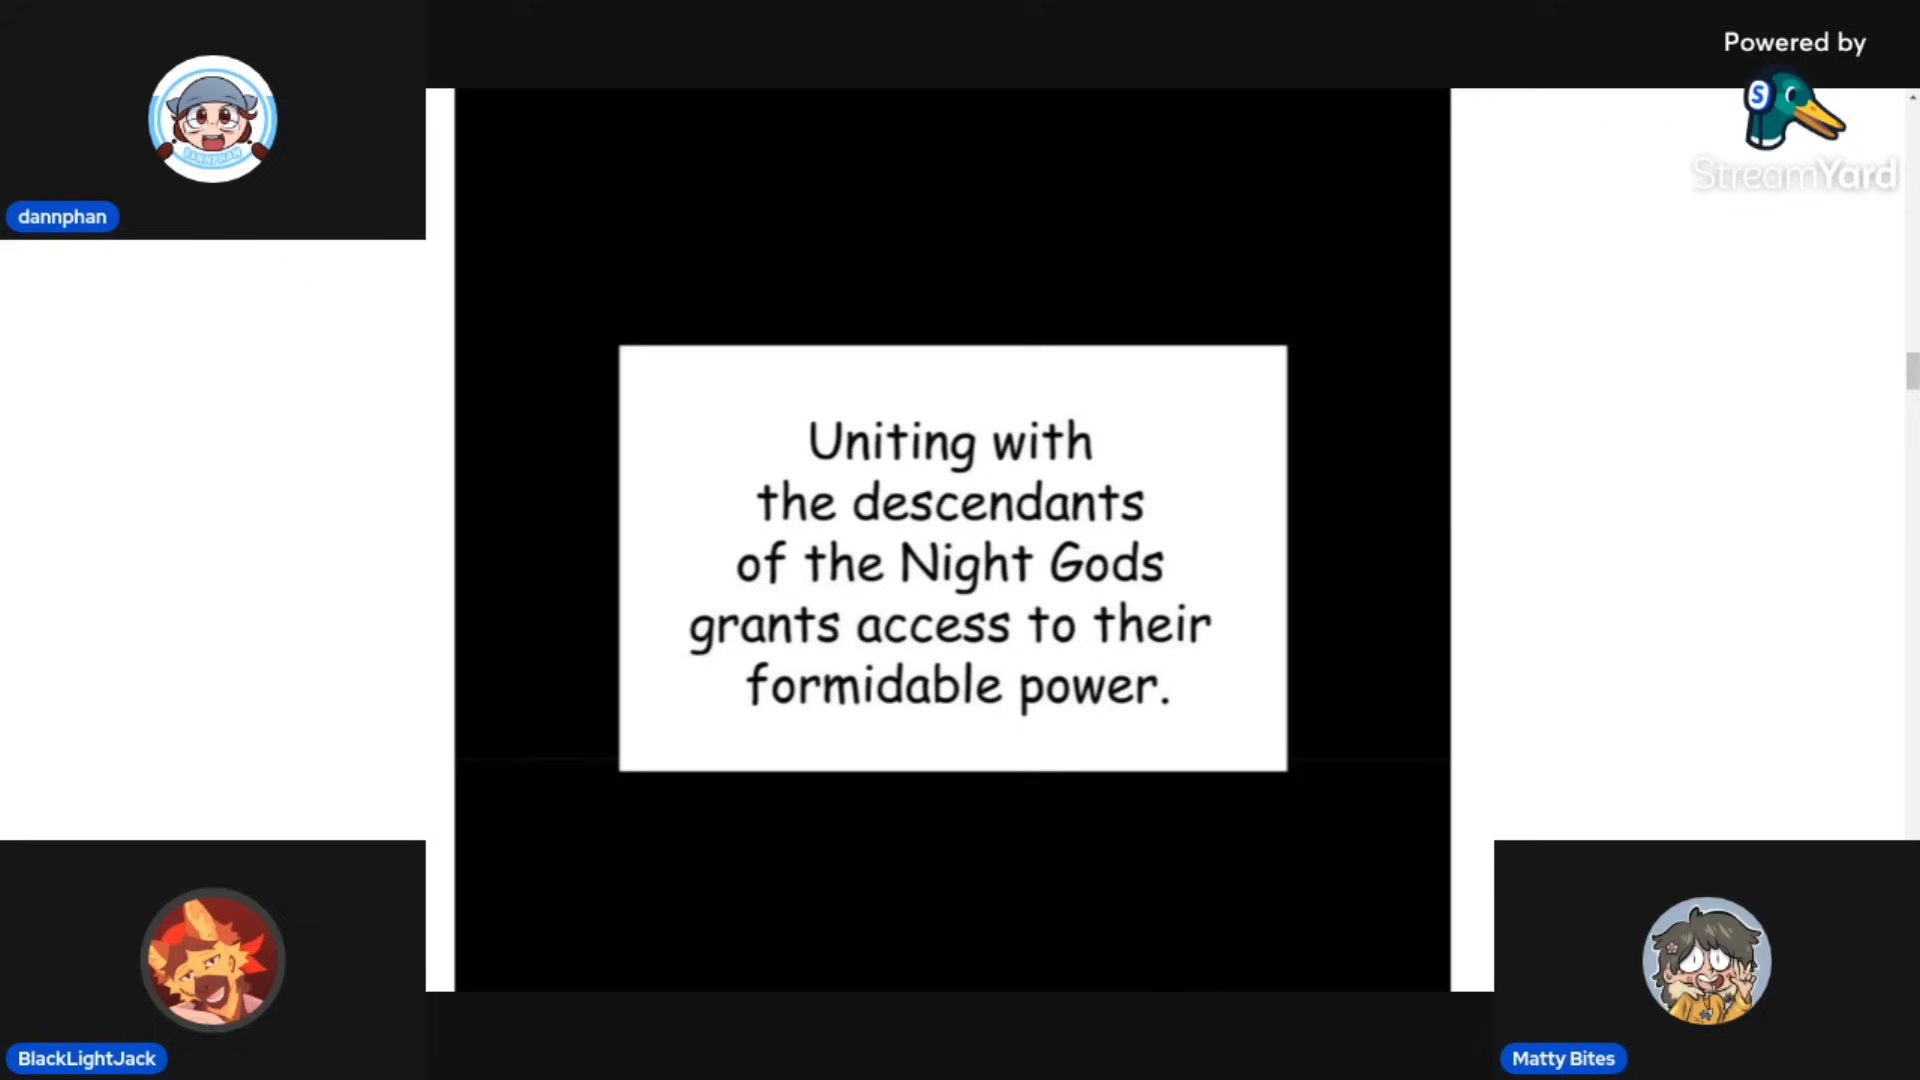 Powered by
StreamYard
DANNPHAN
dannphan
Uniting with
the descendants
of the Night Gods
grants access to their
formidable power.
BlackLightJack
Matty Bites